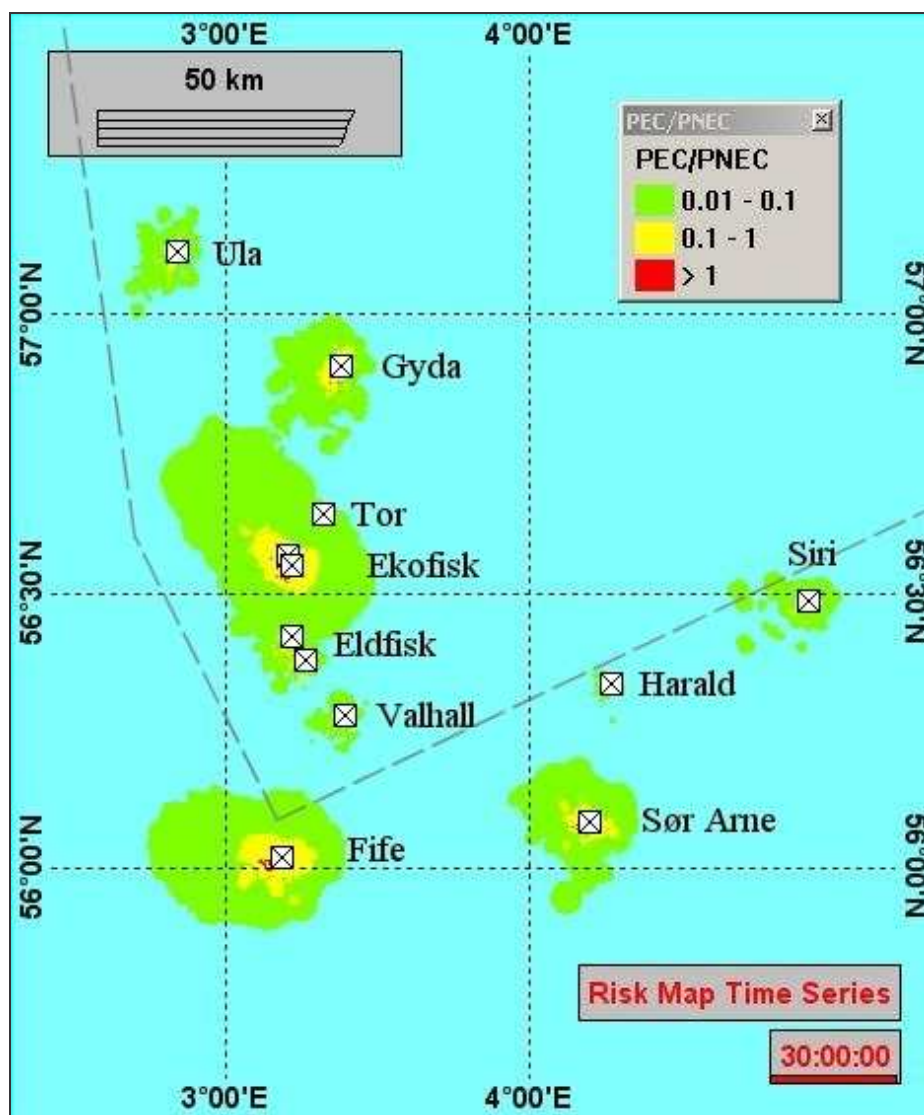 3°00'E 4°00'E
50 km
PEC/PNEC
PEC/PNEC
0.01 - 0.1
0.1 - 1
> 1
Ula
57°00'N 57°00'N
Gyda
Tor
Ekofisk
Siri
56°30'N 56°30'N
Eldfisk
Harald
Valhall
Sør Arne
Fife
56°00'N 56°00'N
Risk Map Time Series
30:00:00
3°00'E 4°00'E